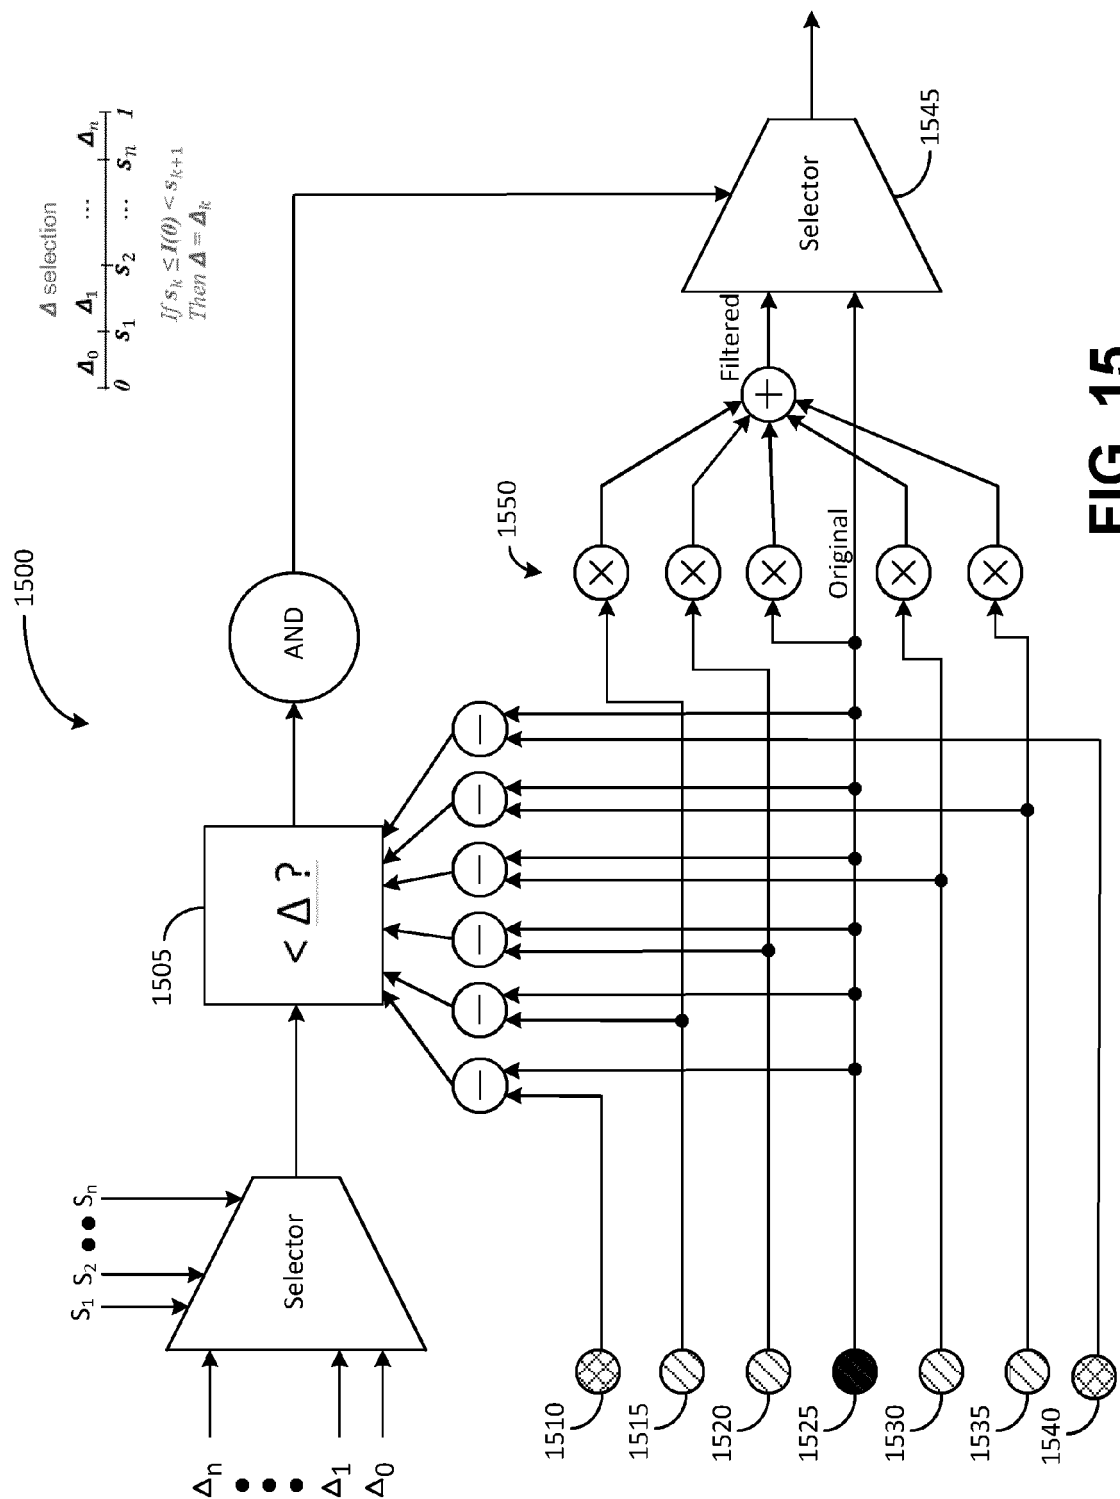 1500
Δ selection
Δ0 Δ1 ... Δn
0 s1 s2 ... sn 1
If sk ≤ I(0) < sk+1
Then Δ = Δk
S1 S2 Sn
Δn
Δ1
Δ0
Selector
1505
< Δ ?
AND
1510
1515
1520
1525
1530
1535
1540
1550
Original
Filtered
Selector
1545
FIG. 15